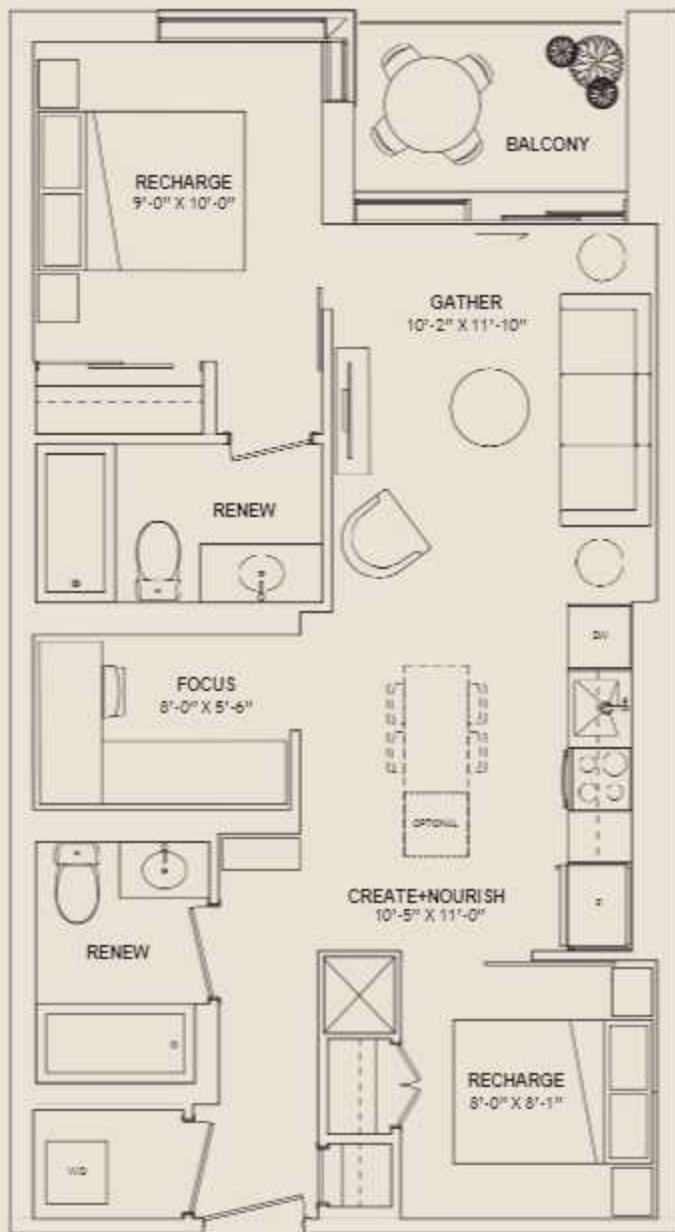 BALCONY
RECHARGE
9'-0" X 10'-0"
GATHER
10'-2" X 11'-10"
RENEW
DW
FOCUS
8'-0" X 5'-6"
OPTIONAL
CREATE+NOURISH
10'-5" X 11'-0"
RENEW
RECHARGE
8'-0" X 8'-1"
W/D